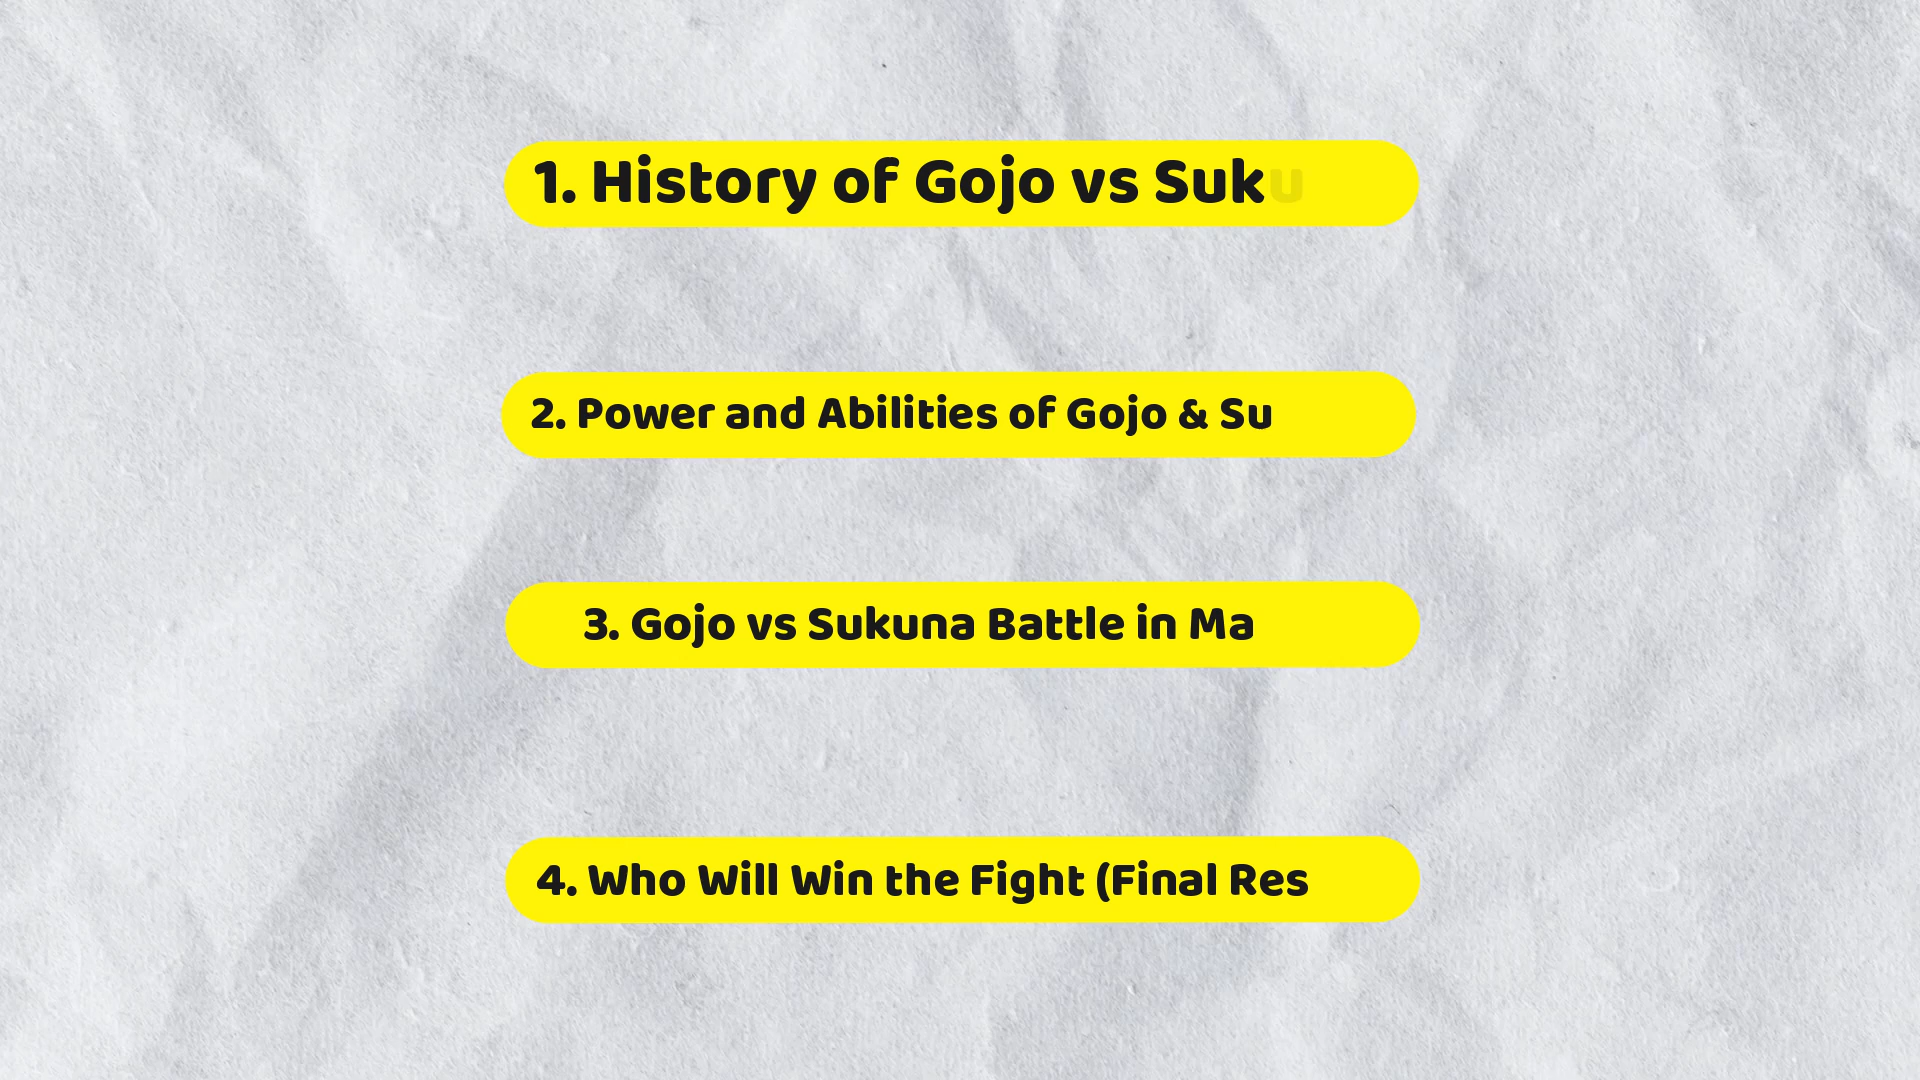 1. History of Gojo vs Suku
2. Power and Abilities of Gojo & Su
3. Gojo vs Sukuna Battle in Ma
4. Who Will Win the Fight (Final Res